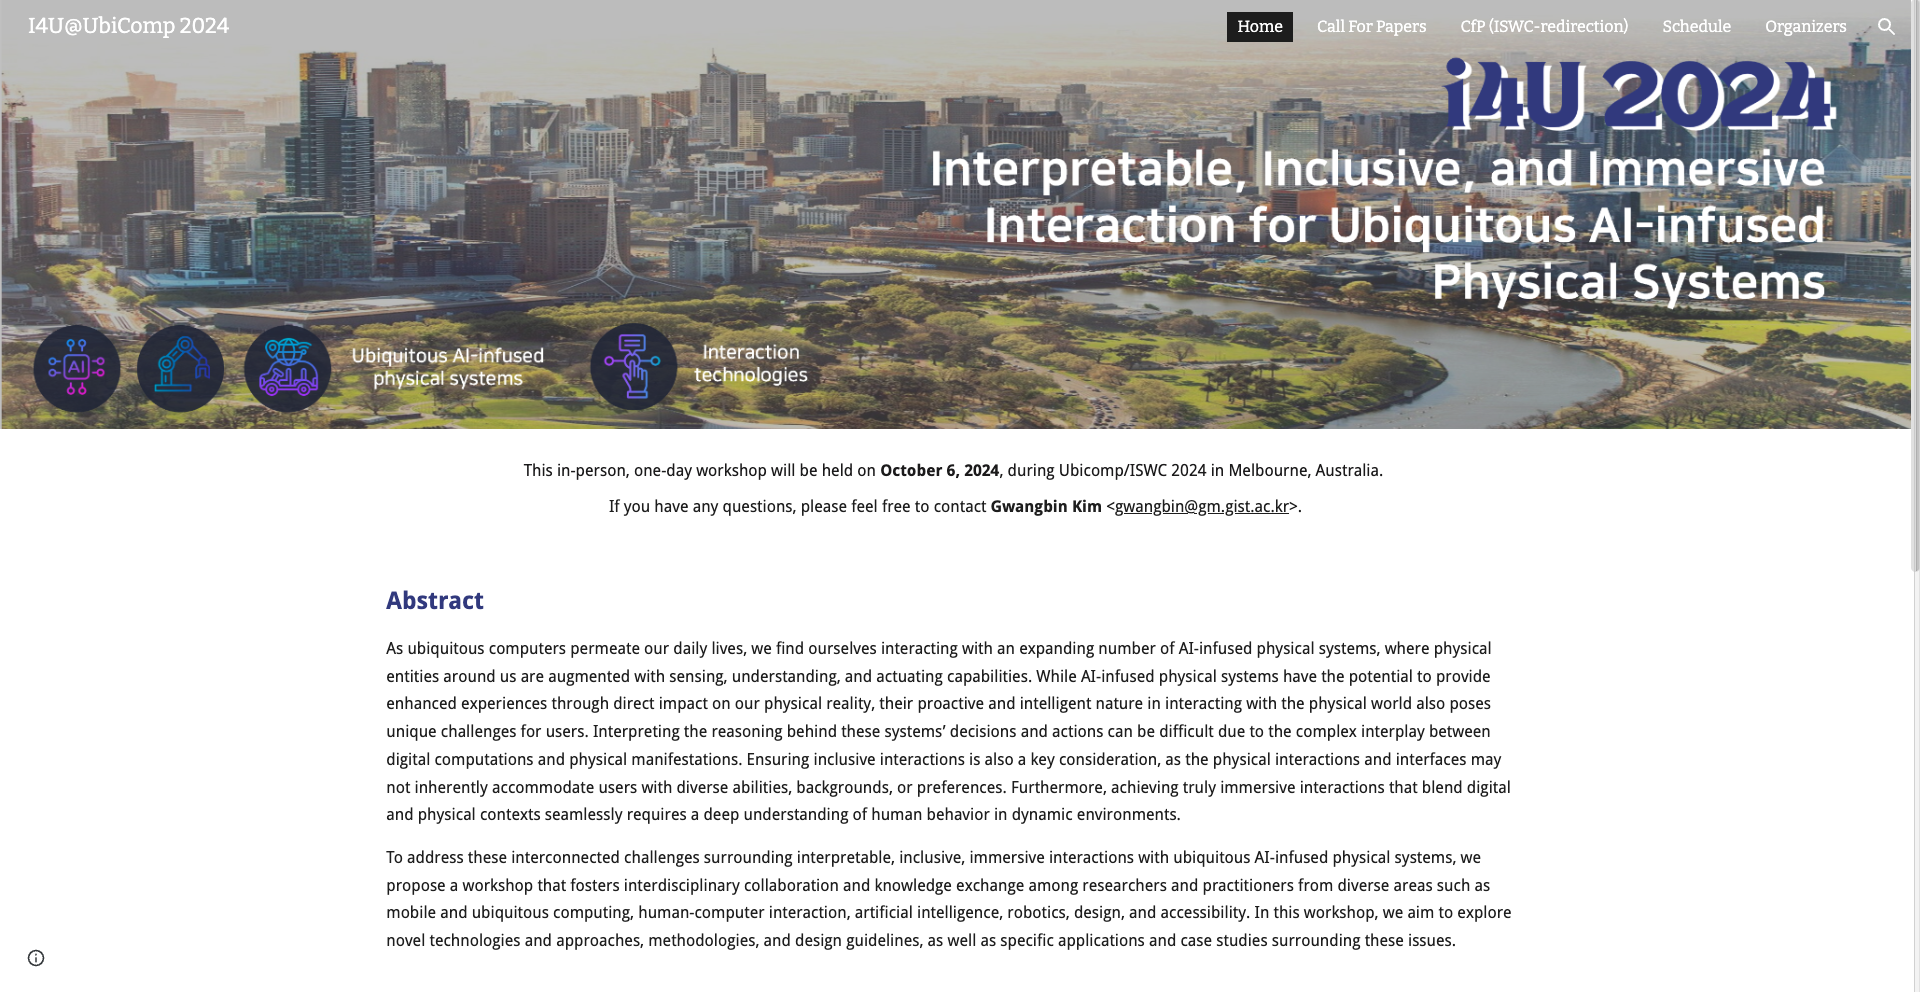 I4U@UbiComp 2024
Home
Call For Papers
CfP (ISWC-redirection)
Schedule
Organizers
i4U 2024
Interpretable, Inclusive, and Immersive
Interaction for Ubiquitous AI-infused
Physical Systems
AI
Ubiquitous AI-infused
physical systems
Interaction
technologies
This in-person, one-day workshop will be held on October 6, 2024, during Ubicomp/ISWC 2024 in Melbourne, Australia.
If you have any questions, please feel free to contact Gwangbin Kim <gwangbin@gm.gist.ac.kr>.
Abstract
As ubiquitous computers permeate our daily lives, we find ourselves interacting with an expanding number of AI-infused physical systems, where physical
entities around us are augmented with sensing, understanding, and actuating capabilities. While AI-infused physical systems have the potential to provide
enhanced experiences through direct impact on our physical reality, their proactive and intelligent nature in interacting with the physical world also poses
unique challenges for users. Interpreting the reasoning behind these systems’ decisions and actions can be difficult due to the complex interplay between
digital computations and physical manifestations. Ensuring inclusive interactions is also a key consideration, as the physical interactions and interfaces may
not inherently accommodate users with diverse abilities, backgrounds, or preferences. Furthermore, achieving truly immersive interactions that blend digital
and physical contexts seamlessly requires a deep understanding of human behavior in dynamic environments.
To address these interconnected challenges surrounding interpretable, inclusive, immersive interactions with ubiquitous AI-infused physical systems, we
propose a workshop that fosters interdisciplinary collaboration and knowledge exchange among researchers and practitioners from diverse areas such as
mobile and ubiquitous computing, human-computer interaction, artificial intelligence, robotics, design, and accessibility. In this workshop, we aim to explore
novel technologies and approaches, methodologies, and design guidelines, as well as specific applications and case studies surrounding these issues.